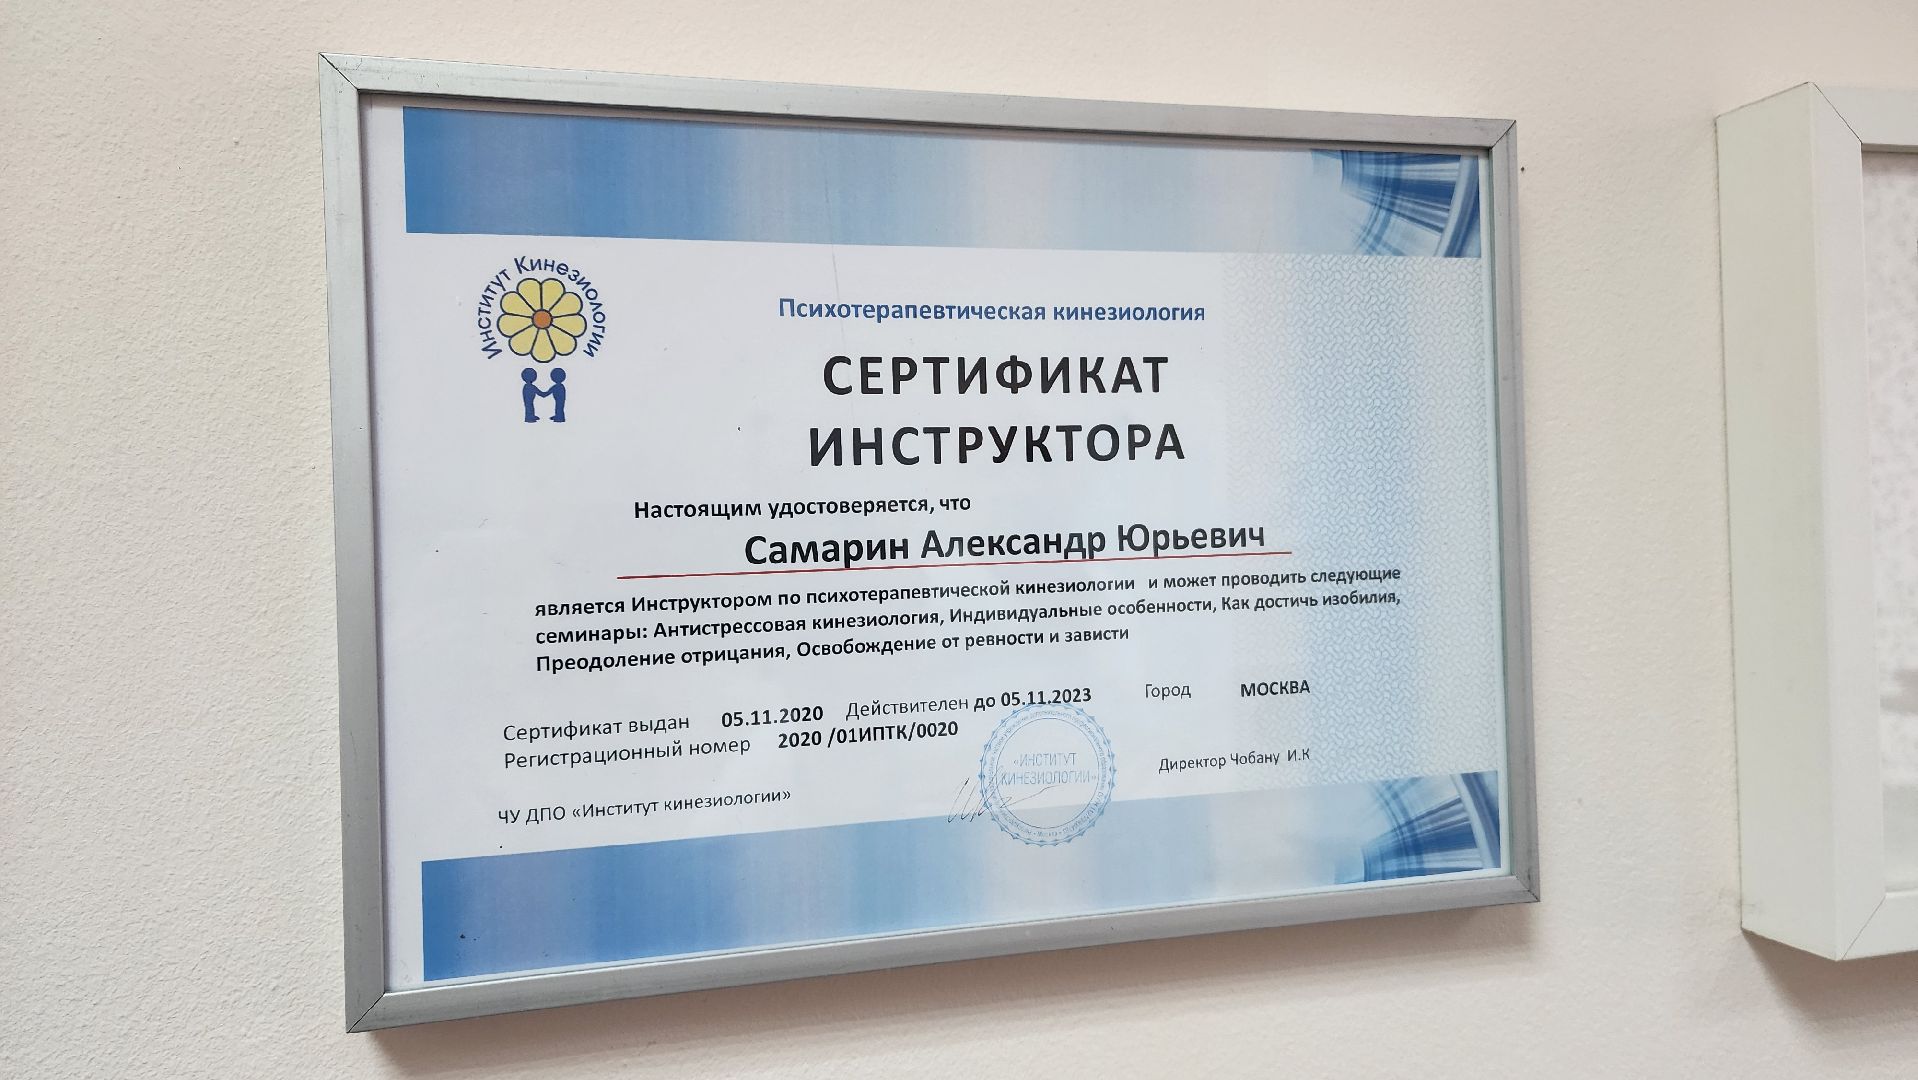 Институт Кинезиологии
Психотерапевтическая кинезиология
СЕРТИФИКАТ
ИНСТРУКТОРА
Настоящим удостоверяется, что
Самарин Александр Юрьевич
является Инструктором по психотерапевтической кинезиологии и может проводить следующие
семинары: Антистрессовая кинезиология, Индивидуальные особенности, Как достичь изобилия,
Преодоление отрицания, Освобождение от ревности и зависти
Сертификат выдан 05.11.2020 Действителен до 05.11.2023 Город МОСКВА
Регистрационный номер 2020 /01ИПТК/0020
«ИНСТИТУТ
КИНЕЗИОЛОГИИ»
Директор Чобану И.К
ЧУ ДПО «Институт кинезиологии»